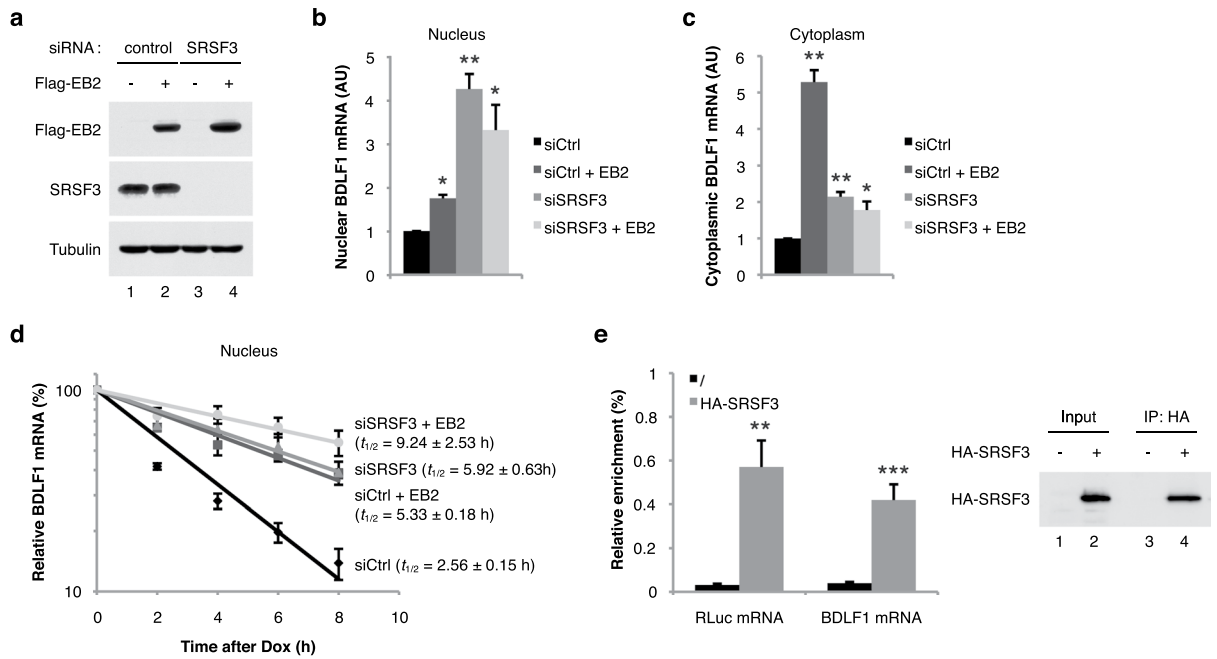 a
siRNA : control SRSF3
Flag-EB2 - + - +
Flag-EB2
SRSF3
Tubulin
1 2 3 4
b
Nucleus
Nuclear BDLF1 mRNA (AU)
5
4
3
2
1
0
*
**
*
siCtrl
siCtrl + EB2
siSRSF3
siSRSF3 + EB2
c
Cytoplasm
Cytoplasmic BDLF1 mRNA (AU)
6
5
4
3
2
1
0
**
**
*
siCtrl
siCtrl + EB2
siSRSF3
siSRSF3 + EB2
d
Nucleus
Relative BDLF1 mRNA (%)
100
10
0 2 4 6 8 10
Time after Dox (h)
siSRSF3 + EB2
(t1/2 = 9.24 ± 2.53 h)
siSRSF3 (t1/2 = 5.92 ± 0.63h)
siCtrl + EB2
(t1/2 = 5.33 ± 0.18 h)
siCtrl (t1/2 = 2.56 ± 0.15 h)
e
Relative enrichment (%)
1
0.8
0.6
0.4
0.2
0
/
HA-SRSF3
**
***
RLuc mRNA BDLF1 mRNA
Input IP: HA
HA-SRSF3 - + - +
HA-SRSF3
1 2 3 4